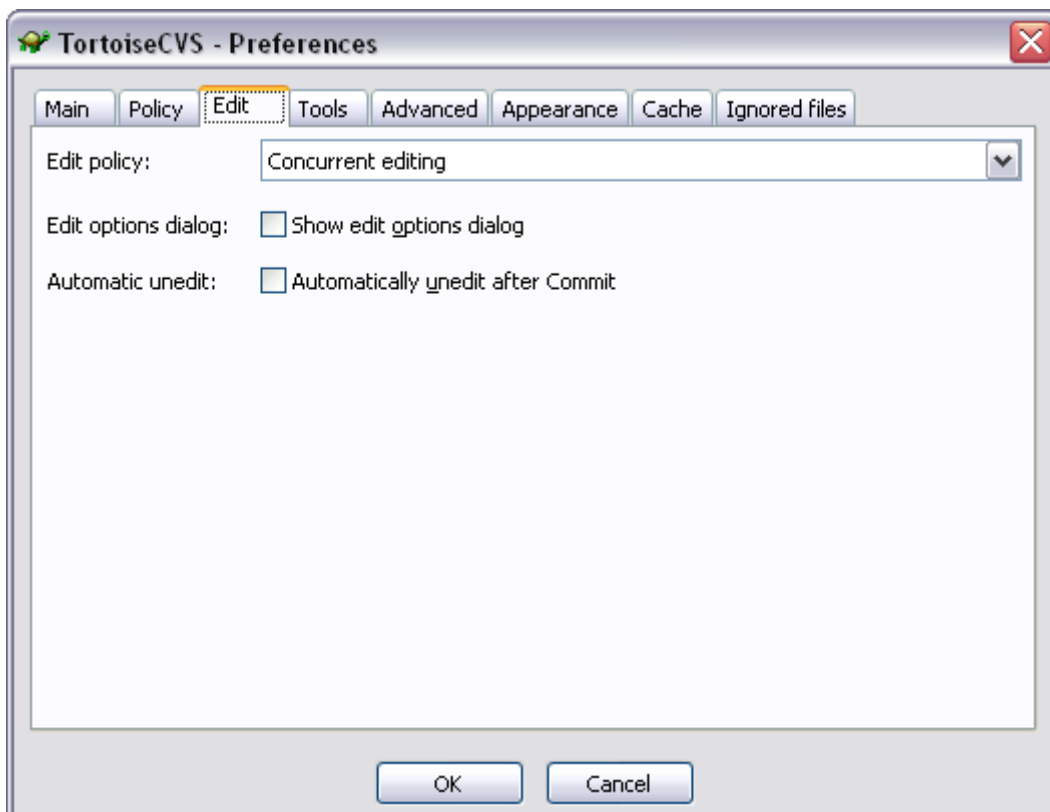 TortoiseCVS - Preferences
Main Policy Edit Tools Advanced Appearance Cache Ignored files
Edit policy: Concurrent editing
Edit options dialog: Show edit options dialog
Automatic unedit: Automatically unedit after Commit
OK Cancel